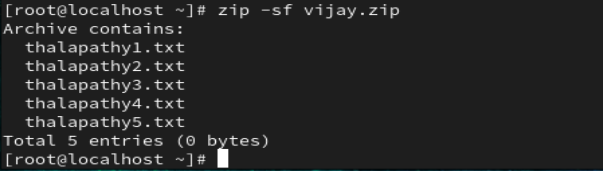 [root@localhost ~]# zip -sf vijay.zip
Archive contains:
  thalapathy1.txt
  thalapathy2.txt
  thalapathy3.txt
  thalapathy4.txt
  thalapathy5.txt
Total 5 entries (0 bytes)
[root@localhost ~]#